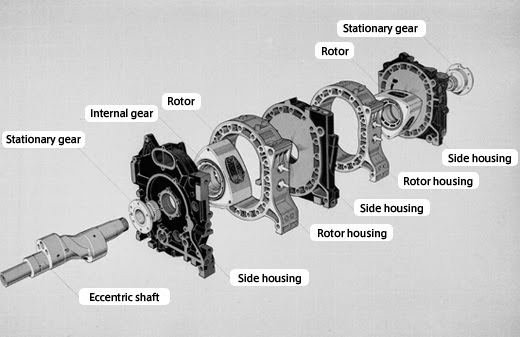 Stationary gear
Rotor
Rotor
Internal gear
Stationary gear
Side housing
Rotor housing
Side housing
Rotor housing
Side housing
Eccentric shaft